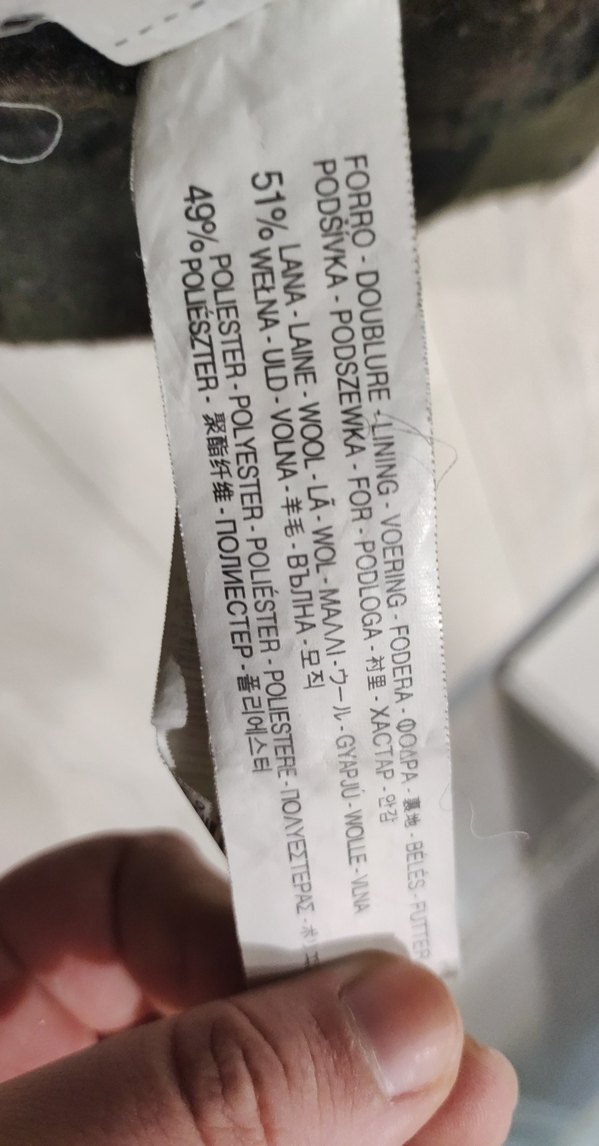 FORRO - DOUBLURE - LINING - VOERING - FODERA - ΦΟΔΡΑ - 裏地 - BÉLÉS - FUTTER
PODŠÍVKA - PODSZEWKA - FOR - PODLOGA - 衬里 - ХАСТАР - 안감
51% LANA - LAINE - WOOL - LÃ - WOL - ΜΑΛΛΙ - ウール - GYAPJÚ - WOLLE - VLNA
WEŁNA - ULD - VOLNA - 羊毛 - ВЪЛНА - 모직
49% POLIESTER - POLYESTER - POLIÉSTER - POLIESTERE - ΠΟΛΥΕΣΤΕΡΑΣ -
POLIÉSZTER - 聚酯纤维 - ПОЛИЕСТЕР - 폴리에스터